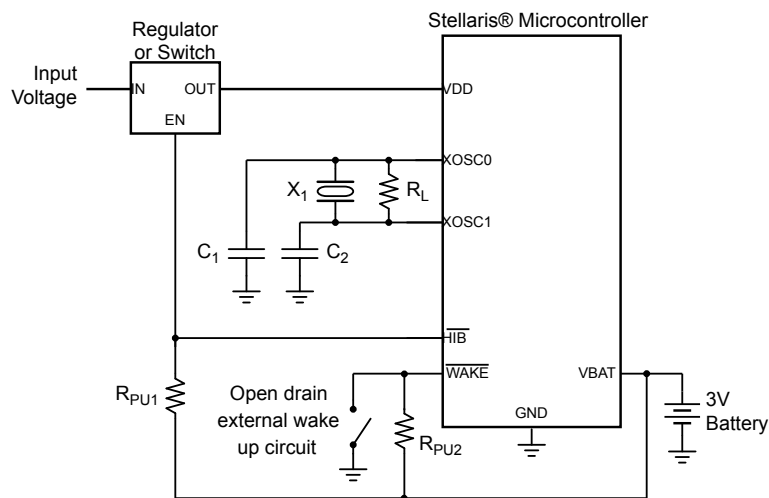 Stellaris® Microcontroller
Regulator
or Switch
Input
Voltage
IN
OUT
EN
VDD
XOSC0
X1
RL
XOSC1
C1
C2
HIB
WAKE
VBAT
RPU1
Open drain
external wake
up circuit
RPU2
GND
3V
Battery